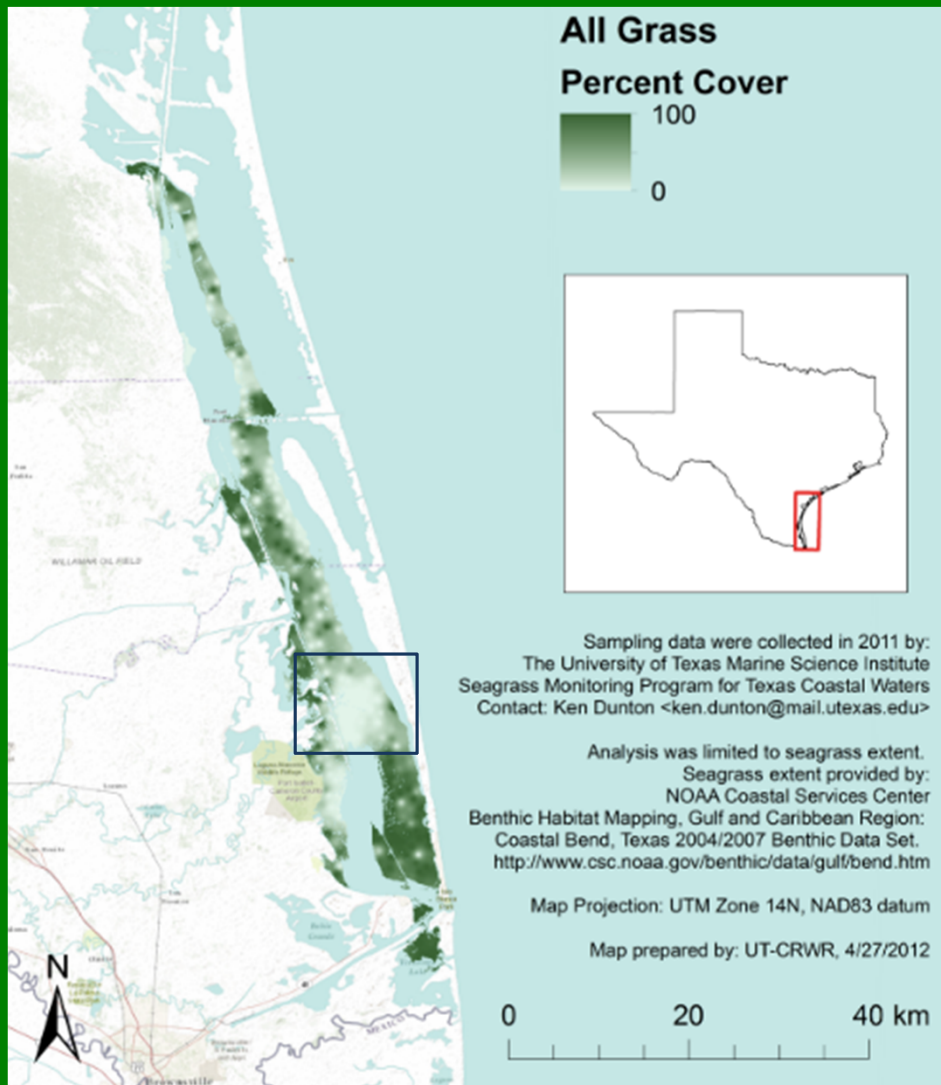 All Grass
Percent Cover
100
0
WILLAMAR OIL FIELD
Sampling data were collected in 2011 by:
The University of Texas Marine Science Institute
Seagrass Monitoring Program for Texas Coastal Waters
Contact: Ken Dunton <ken.dunton@mail.utexas.edu>
Analysis was limited to seagrass extent.
Seagrass extent provided by:
NOAA Coastal Services Center
Benthic Habitat Mapping, Gulf and Caribbean Region:
Coastal Bend, Texas 2004/2007 Benthic Data Set.
http://www.csc.noaa.gov/benthic/data/gulf/bend.htm
Map Projection: UTM Zone 14N, NAD83 datum
Map prepared by: UT-CRWR, 4/27/2012
N
0 20 40 km
MEXICO
Brownsville